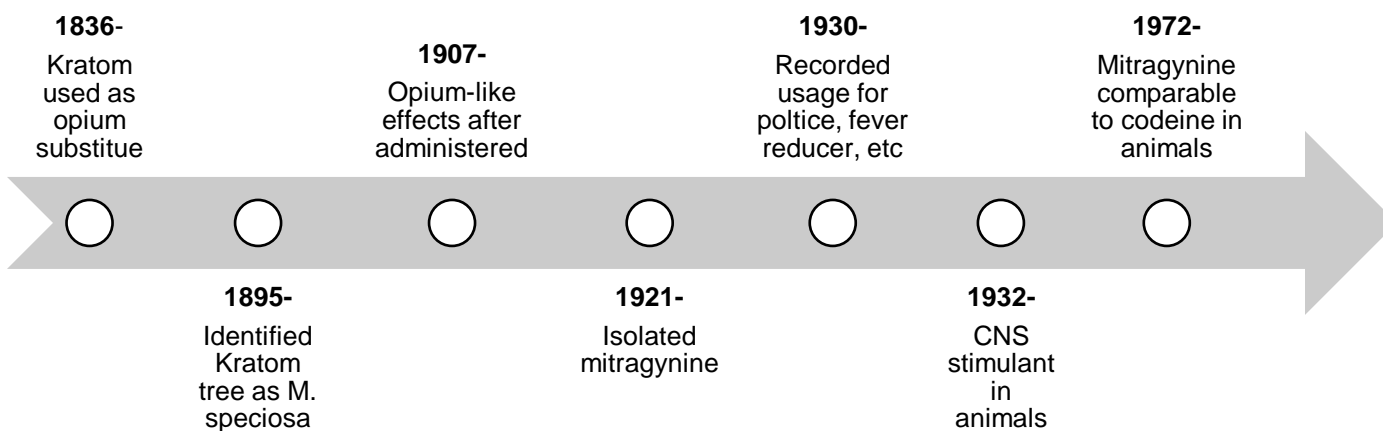 1836-
Kratom
used as
opium
substitue
1895-
Identified
Kratom
tree as M.
speciosa
1907-
Opium-like
effects after
administered
1921-
Isolated
mitragynine
1930-
Recorded
usage for
poltice, fever
reducer, etc
1932-
CNS
stimulant
in
animals
1972-
Mitragynine
comparable
to codeine in
animals